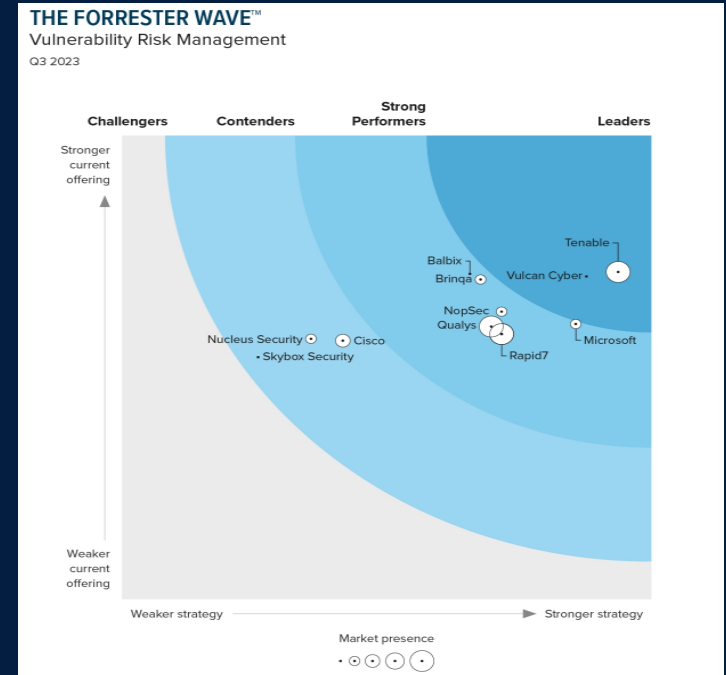 THE FORRESTER WAVE™
Vulnerability Risk Management
Q3 2023
Challengers
Contenders
Strong
Performers
Leaders
Stronger
current
offering
Tenable
Balbix
Brinqa
Vulcan Cyber
NopSec
Qualys
Microsoft
Nucleus Security
Cisco
Rapid7
Skybox Security
Weaker
current
offering
Weaker strategy
Stronger strategy
Market presence